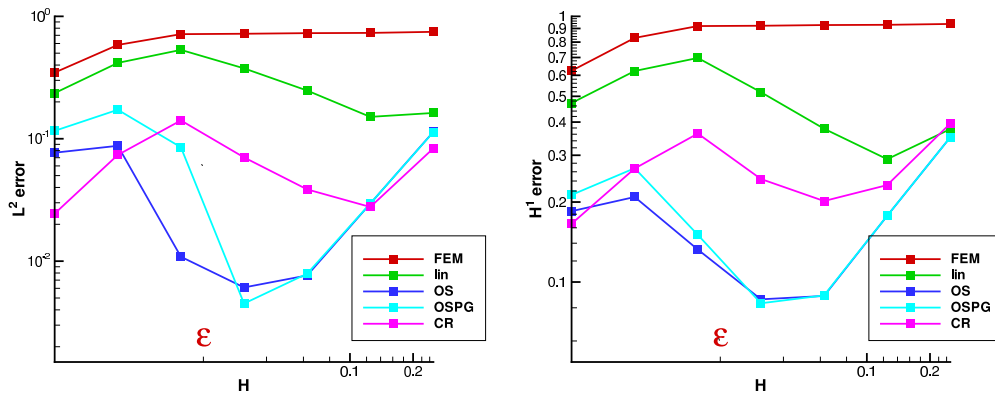 10⁰
10⁻¹
10⁻²
L² error
FEM
lin
OS
OSPG
CR
ε
0.1
0.2
H
1
0.9
0.8
0.7
0.6
0.5
0.4
0.3
0.2
0.1
H¹ error
FEM
lin
OS
OSPG
CR
ε
0.1
0.2
H